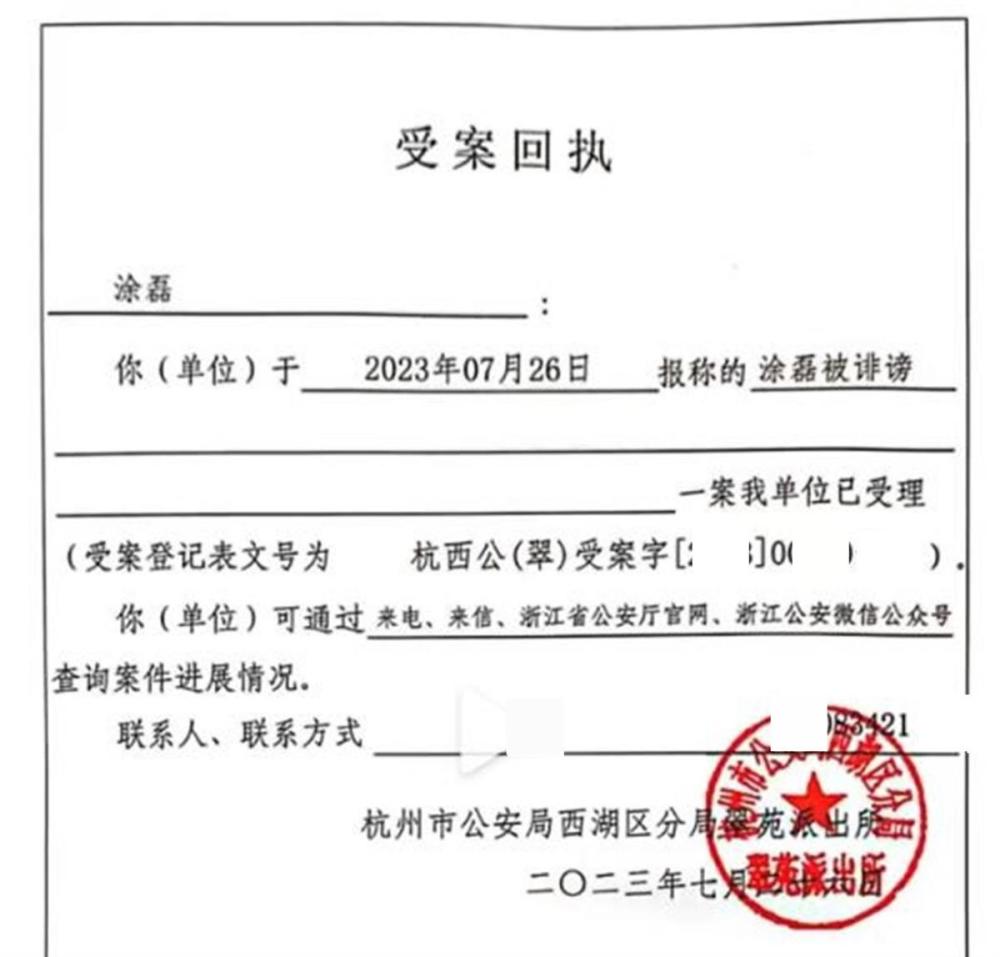 受案回执
涂磊:
你（单位）于 2023年07月26日 报称的 涂磊被诽谤
一案我单位已受理
（受案登记表文号为 杭西公(翠)受案字[ ]0 ）。
你（单位）可通过 来电、来信、浙江省公安厅官网、浙江公安微信公众号
查询案件进展情况。
联系人、联系方式 083421
杭州市公安局西湖区分局翠苑派出所
二〇二三年七月二十六日
杭州市公安局西湖区分局
翠苑派出所